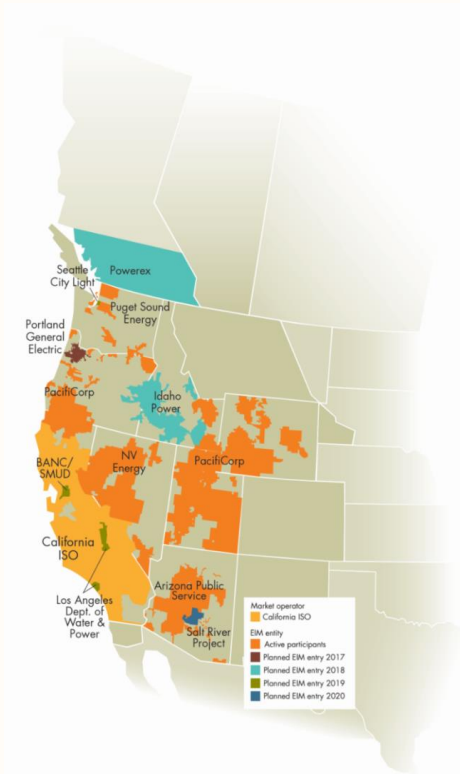 Seattle
City Light
Powerex
Puget Sound
Energy
Portland
General
Electric
PacifiCorp
Idaho
Power
BANC/
SMUD
NV
Energy
PacifiCorp
California
ISO
Los Angeles
Dept. of
Water &
Power
Arizona Public
Service
Salt River
Project
Market operator
California ISO
EIM entity
Active participants
Planned EIM entry 2017
Planned EIM entry 2018
Planned EIM entry 2019
Planned EIM entry 2020